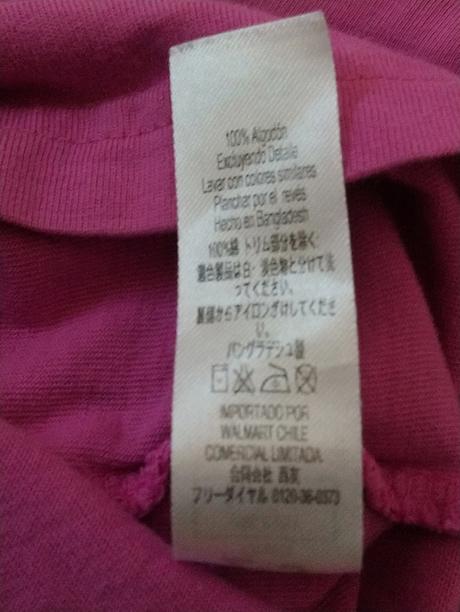 100% Algodón
Excluyendo Detalle
Lavar con colores similares
Planchar por el revés
Hecho en Bangladesh
100%綿 トリム部分を除く
適合製品は白・淡色物と分けて洗
ってください。
裏側からアイロンがけしてくださ
い。
バングラデシュ製
IMPORTADO POR
WALMART CHILE
COMERCIAL LIMITADA
合同会社 西友
フリーダイヤル 0120-36-0373